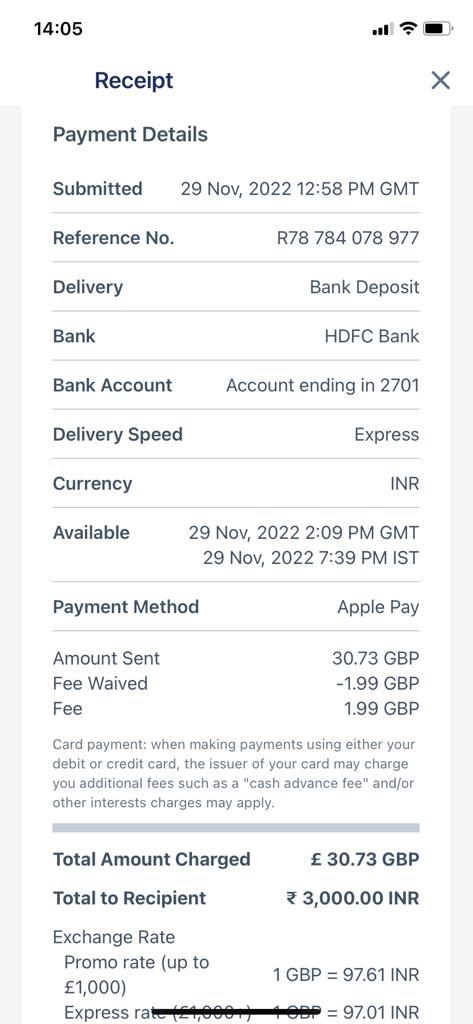 14:05
Receipt
Payment Details
Submitted 29 Nov, 2022 12:58 PM GMT
Reference No. R78 784 078 977
Delivery Bank Deposit
Bank HDFC Bank
Bank Account Account ending in 2701
Delivery Speed Express
Currency INR
Available 29 Nov, 2022 2:09 PM GMT
29 Nov, 2022 7:39 PM IST
Payment Method Apple Pay
Amount Sent 30.73 GBP
Fee Waived -1.99 GBP
Fee 1.99 GBP
Card payment: when making payments using either your
debit or credit card, the issuer of your card may charge
you additional fees such as a "cash advance fee" and/or
other interests charges may apply.
Total Amount Charged £ 30.73 GBP
Total to Recipient ₹ 3,000.00 INR
Exchange Rate
Promo rate (up to
£1,000) 1 GBP = 97.61 INR
Express rate (£1,000+) 1 GBP = 97.01 INR